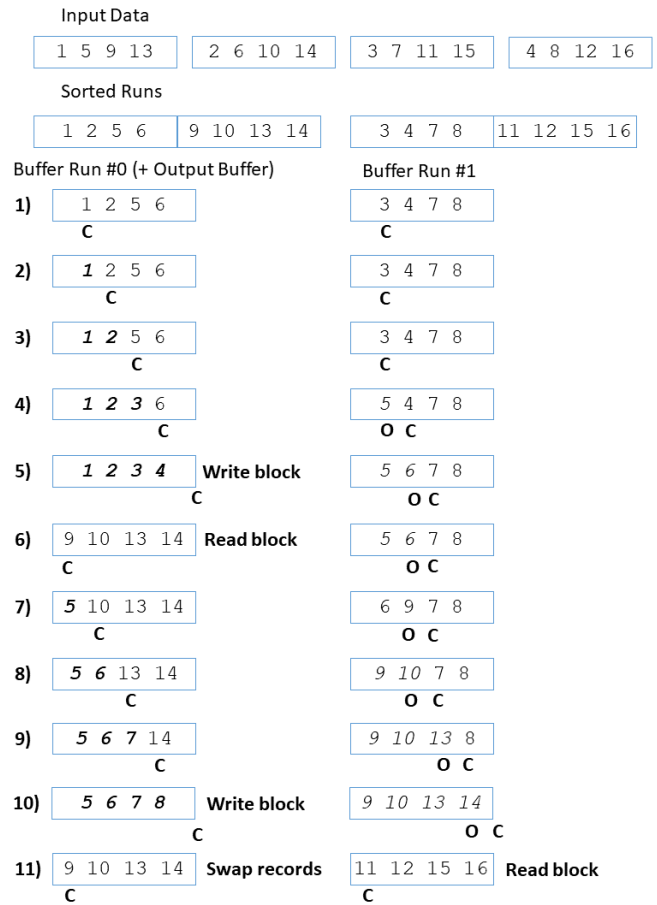 Input Data
1 5 9 13 2 6 10 14 3 7 11 15 4 8 12 16
Sorted Runs
1 2 5 6 9 10 13 14 3 4 7 8 11 12 15 16
Buffer Run #0 (+ Output Buffer) Buffer Run #1
1) 1 2 5 6 3 4 7 8
C C
2) 1 2 5 6 3 4 7 8
C C
3) 1 2 5 6 3 4 7 8
C C
4) 1 2 3 6 5 4 7 8
C O C
5) 1 2 3 4 Write block 5 6 7 8
C O C
6) 9 10 13 14 Read block 5 6 7 8
C O C
7) 5 10 13 14 6 9 7 8
C O C
8) 5 6 13 14 9 10 7 8
C O C
9) 5 6 7 14 9 10 13 8
C O C
10) 5 6 7 8 Write block 9 10 13 14
C O C
11) 9 10 13 14 Swap records 11 12 15 16 Read block
C C